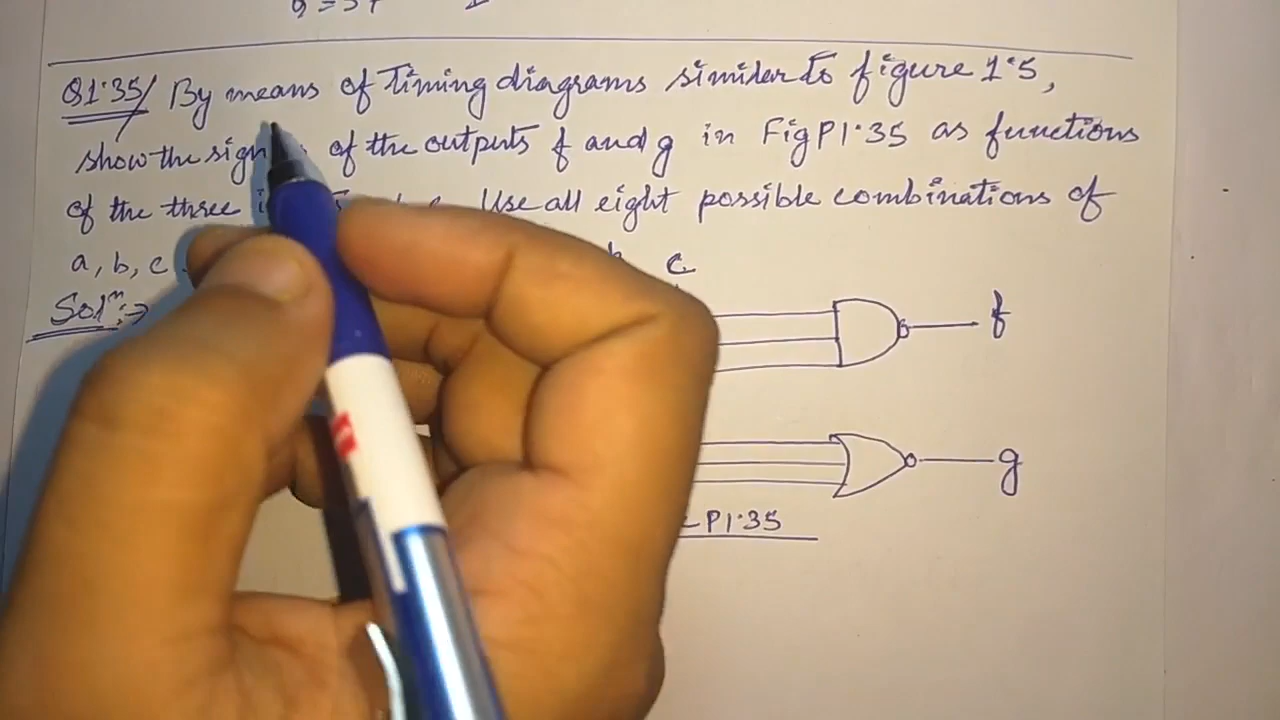 Q1.35/ By means of Timing diagrams similar to figure 1.5,
show the sign of the outputs f and g in Fig P1.35 as functions
of the three Use all eight possible combinations of
a, b, c c
Solⁿ:→
f
g
P1.35